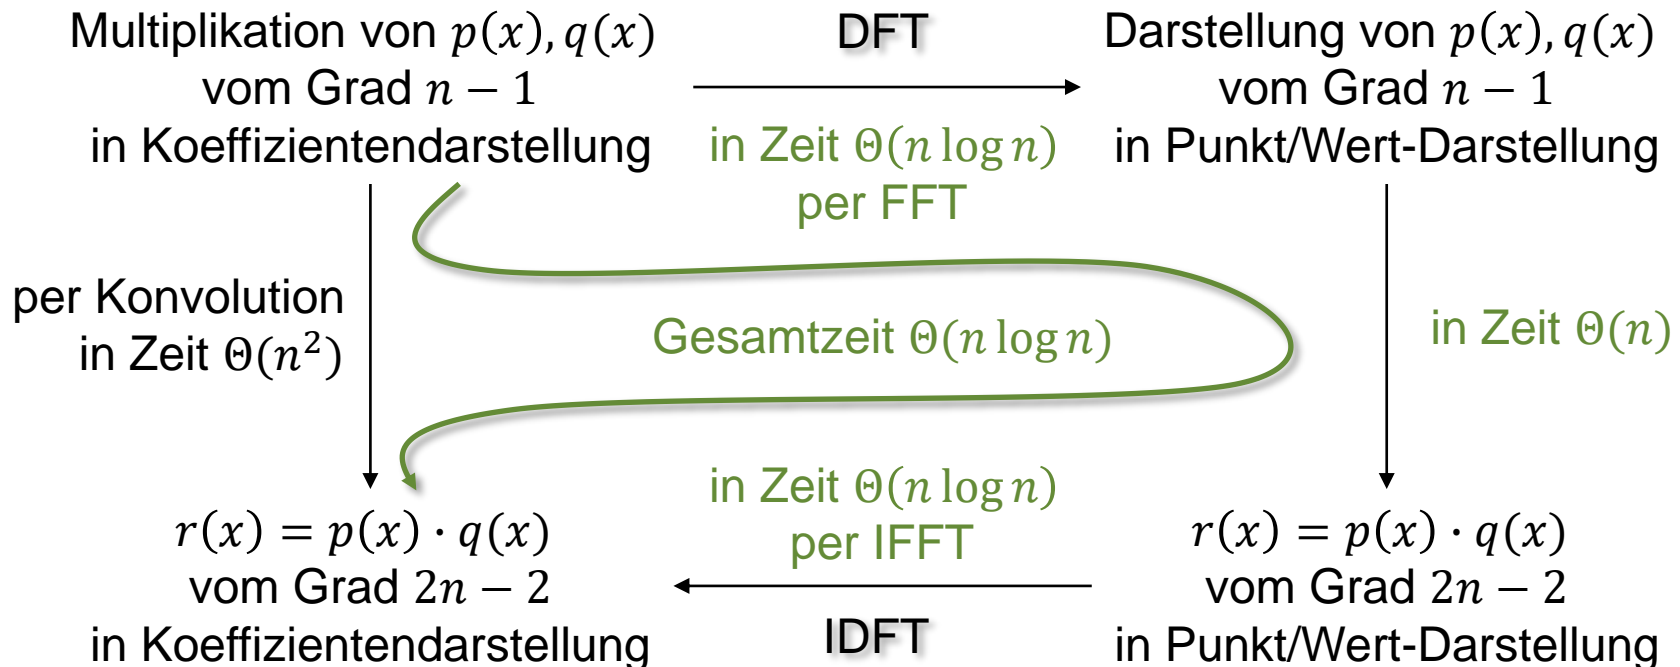 Multiplikation von p(x), q(x)
vom Grad n − 1
in Koeffizientendarstellung
DFT
in Zeit Θ(n log n)
per FFT
Darstellung von p(x), q(x)
vom Grad n − 1
in Punkt/Wert-Darstellung
per Konvolution
in Zeit Θ(n²)
Gesamtzeit Θ(n log n)
in Zeit Θ(n)
r(x) = p(x) · q(x)
vom Grad 2n − 2
in Koeffizientendarstellung
in Zeit Θ(n log n)
per IFFT
IDFT
r(x) = p(x) · q(x)
vom Grad 2n − 2
in Punkt/Wert-Darstellung